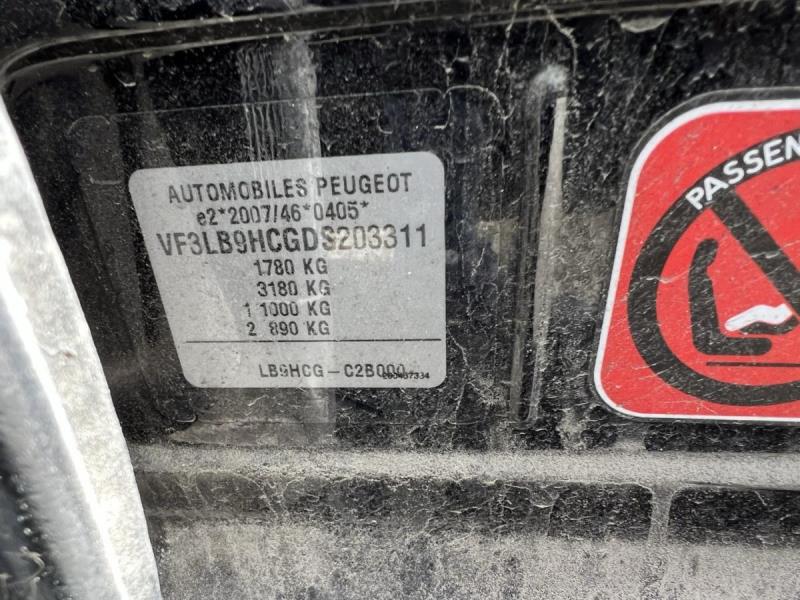 AUTOMOBILES PEUGEOT
e2*2007/46*0405*
VF3LB9HCGDS203311
1780 KG
3180 KG
1 1000 KG
2 890 KG
LB9HCG-C2B000
PASSEN